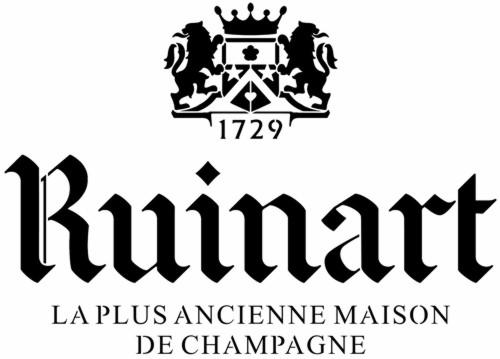 1729
Ruinart
LA PLUS ANCIENNE MAISON
DE CHAMPAGNE